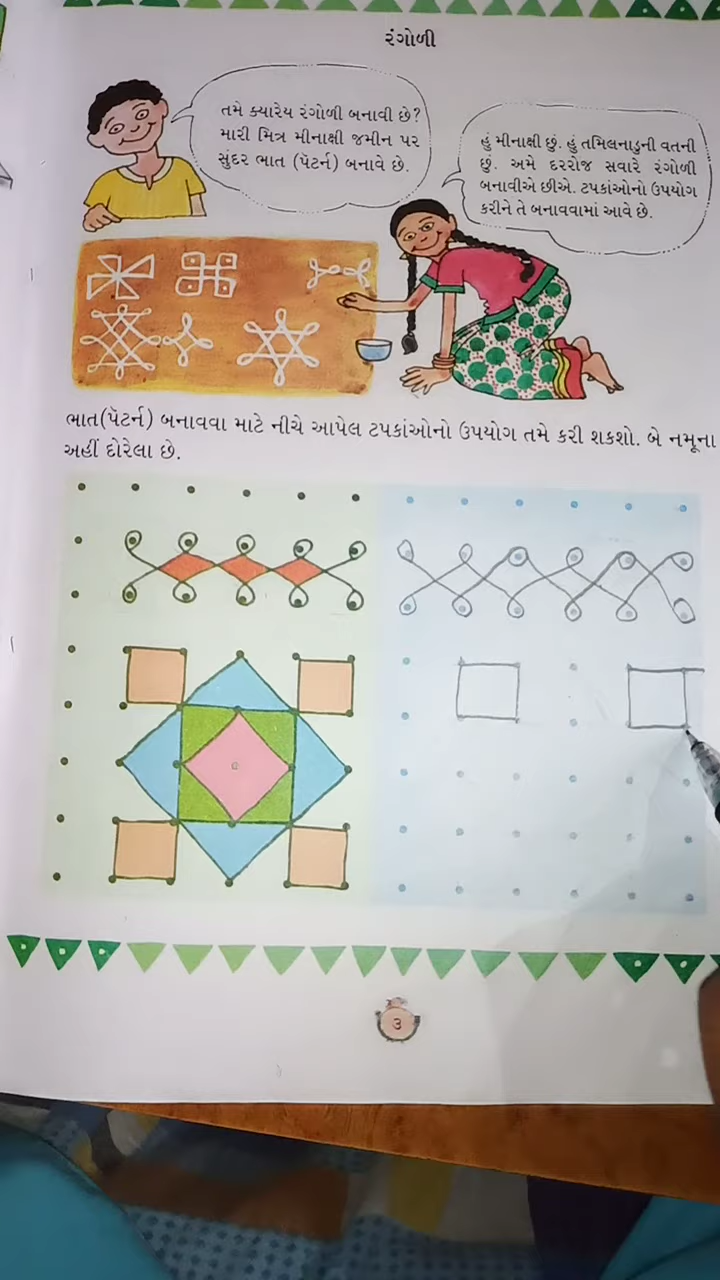 રંગોળી
તમે ક્યારેય રંગોળી બનાવી છે?
મારી મિત્ર મીનાક્ષી જમીન પર
સુંદર ભાત (પૅટર્ન) બનાવે છે.
હું મીનાક્ષી છું. હું તમિલનાડુની વતની
છું. અમે દરરોજ સવારે રંગોળી
બનાવીએ છીએ. ટપકાંઓનો ઉપયોગ
કરીને તે બનાવવામાં આવે છે.
ભાત(પૅટર્ન) બનાવવા માટે નીચે આપેલ ટપકાંઓનો ઉપયોગ તમે કરી શકશો. બે નમૂના
અહીં દોરેલા છે.
૩